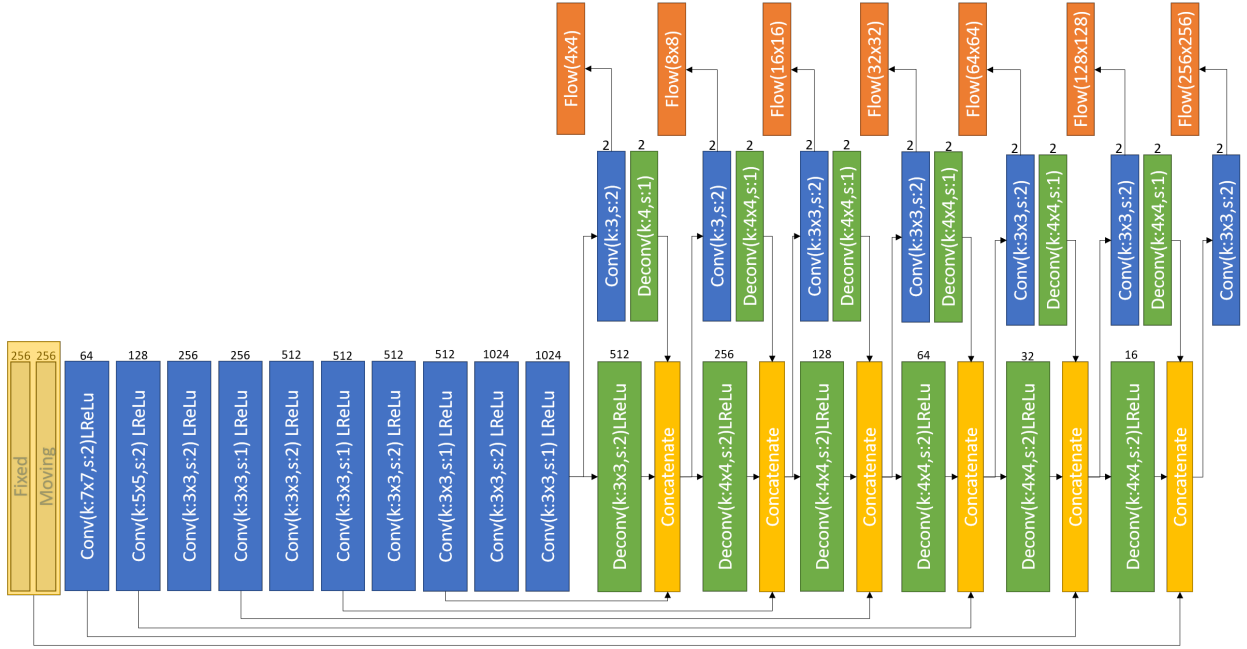 Flow(4x4)
Flow(8x8)
Flow(16x16)
Flow(32x32)
Flow(64x64)
Flow(128x128)
Flow(256x256)
2
Conv(k:3,s:2)
2
Deconv(k:4,s:1)
2
Conv(k:3,s:2)
2
Deconv(k:4x4,s:1)
2
Conv(k:3x3,s:2)
2
Deconv(k:4x4,s:1)
2
Conv(k:3x3,s:2)
2
Deconv(k:4x4,s:1)
2
Conv(k:3x3,s:2)
2
Deconv(k:4x4,s:1)
2
Conv(k:3x3,s:2)
2
Deconv(k:4x4,s:1)
2
Conv(k:3x3,s:2)
256
Fixed
256
Moving
64
Conv(k:7x7,s:2)LReLu
128
Conv(k:5x5,s:2) LReLu
256
Conv(k:3x3,s:2) LReLu
256
Conv(k:3x3,s:1) LReLu
512
Conv(k:3x3,s:2) LReLu
512
Conv(k:3x3,s:1) LReLu
512
Conv(k:3x3,s:2) LReLu
512
Conv(k:3x3,s:1) LReLu
1024
Conv(k:3x3,s:2) LReLu
1024
Conv(k:3x3,s:1) LReLu
512
Deconv(k:3x3,s:2)LReLu
Concatenate
256
Deconv(k:4x4,s:2)LReLu
Concatenate
128
Deconv(k:4x4,s:2)LReLu
Concatenate
64
Deconv(k:4x4,s:2)LReLu
Concatenate
32
Deconv(k:4x4,s:2)LReLu
Concatenate
16
Deconv(k:4x4,s:2)LReLu
Concatenate